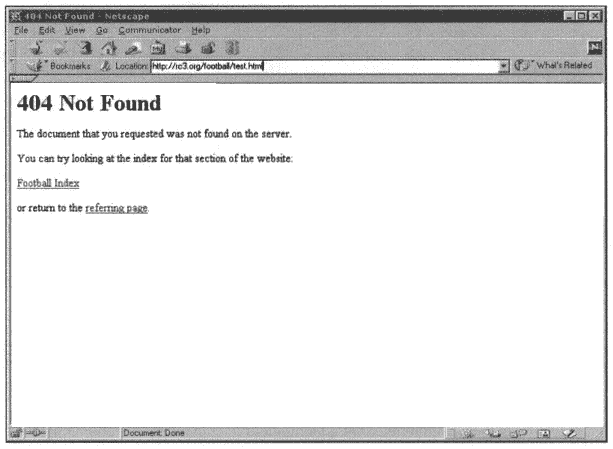 404 Not Found - Netscape
File Edit View Go Communicator Help
Bookmarks Location: http://rc3.org/football/test.html
What's Related
404 Not Found
The document that you requested was not found on the server.
You can try looking at the index for that section of the website:
Football Index
or return to the referring page.
Document: Done